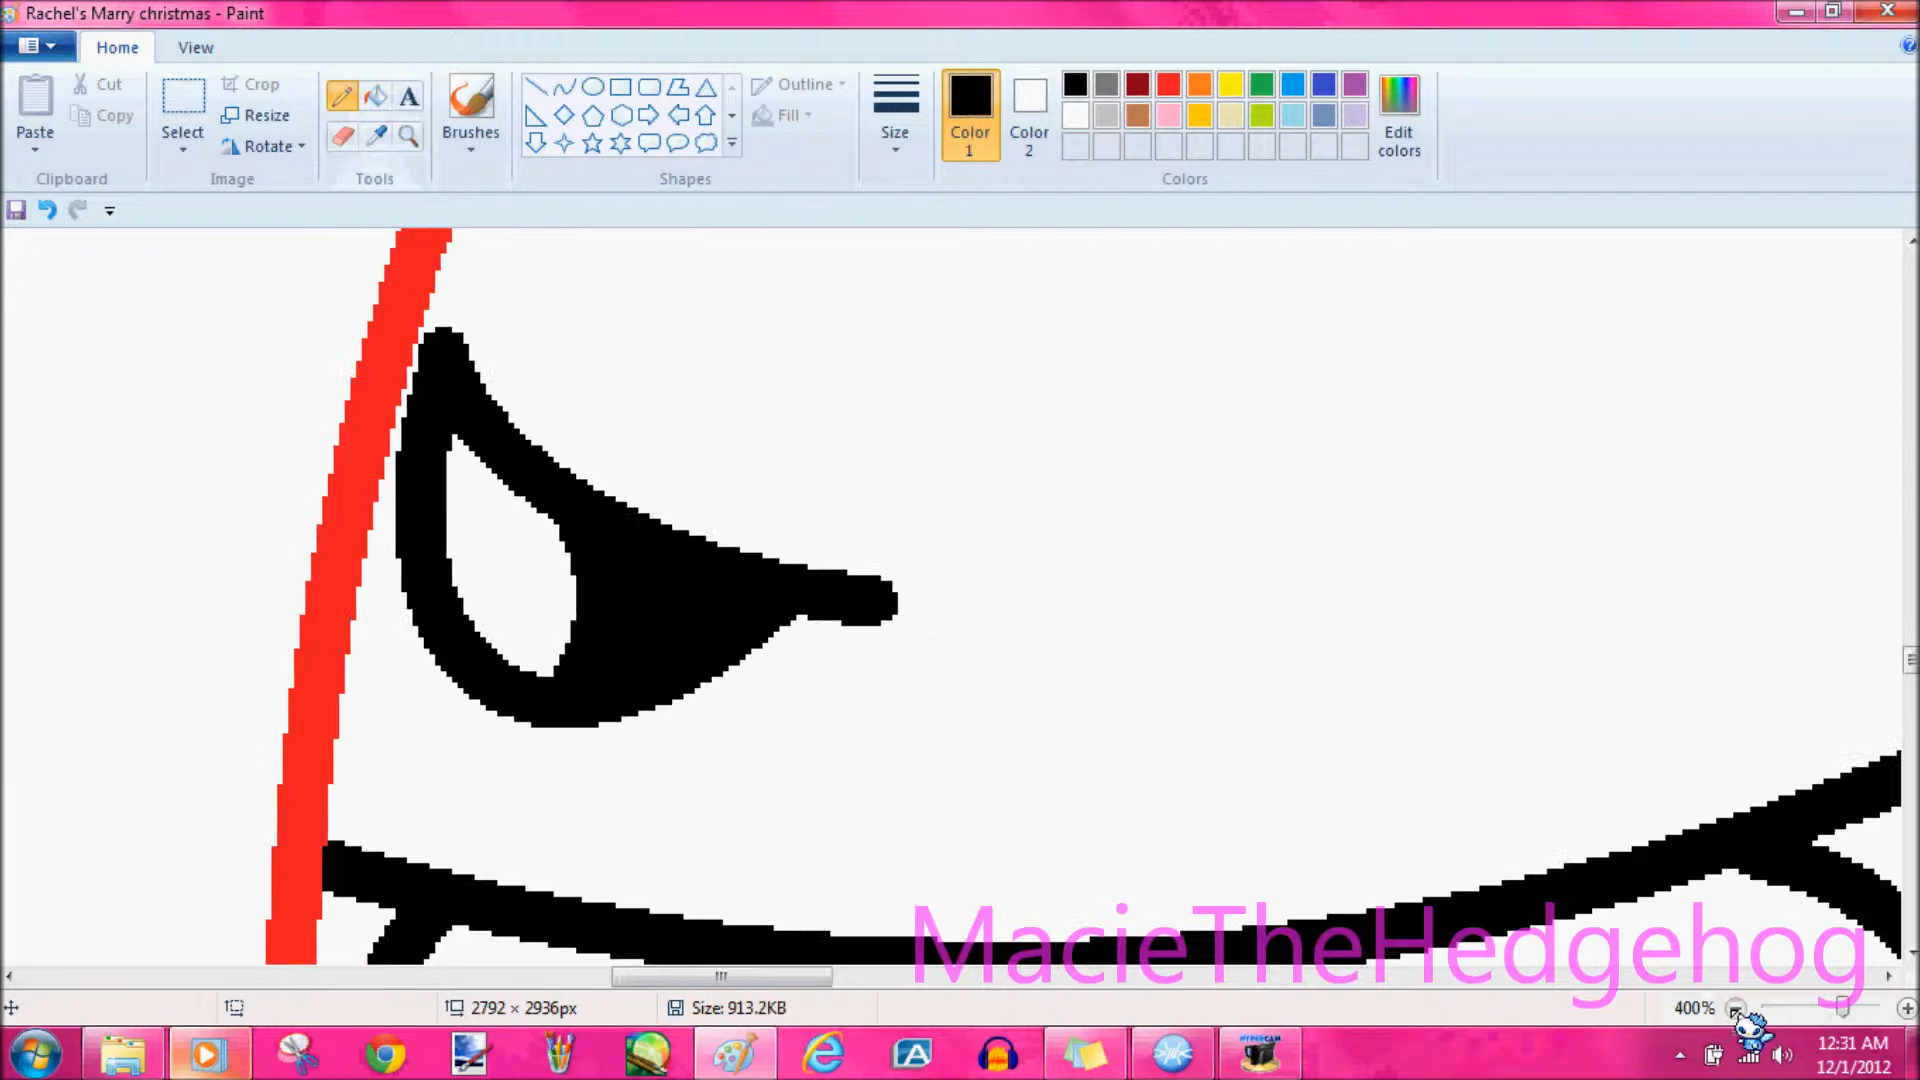 Rachel's Marry christmas - Paint
Home View
Paste
Cut
Copy
Clipboard
Select
Crop
Resize
Rotate
Image
A
Tools
Brushes
Outline
Fill
Shapes
Size
Color 1
Color 2
Edit colors
Colors
MacieTheHedgehog
2792 × 2936px
Size: 913.2KB
400%
HYPERCAM
12:31 AM
12/1/2012